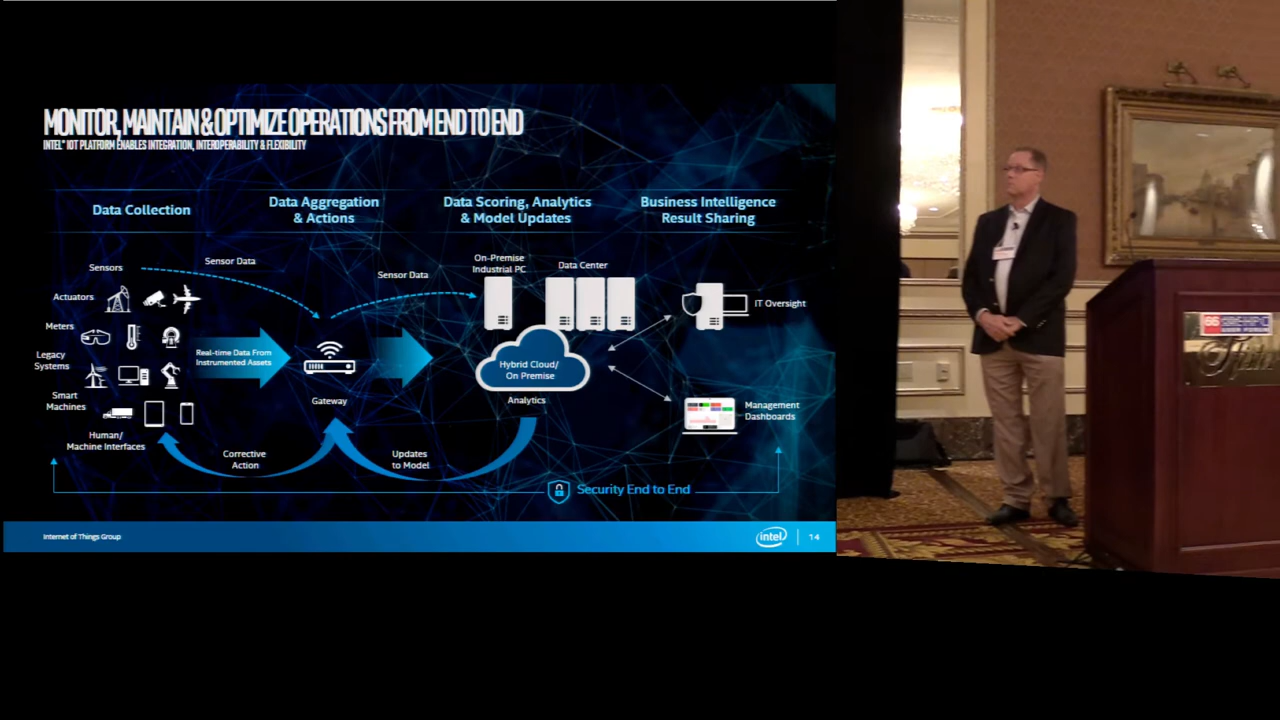 MONITOR, MAINTAIN & OPTIMIZE OPERATIONS FROM END TO END
INTEL® IOT PLATFORM ENABLES INTEGRATION, INTEROPERABILITY & FLEXIBILITY
Data Collection
Data Aggregation
& Actions
Data Scoring, Analytics
& Model Updates
Business Intelligence
Result Sharing
Sensors
Sensor Data
Sensor Data
On-Premise
Industrial PC
Data Center
Actuators
IT Oversight
Meters
Legacy
Systems
Real-time Data From
Instrumented Assets
Hybrid Cloud/
On Premise
Smart
Machines
Gateway
Analytics
Management
Dashboards
Human/
Machine Interfaces
Corrective
Action
Updates
to Model
Security End to End
Internet of Things Group
intel
14
66